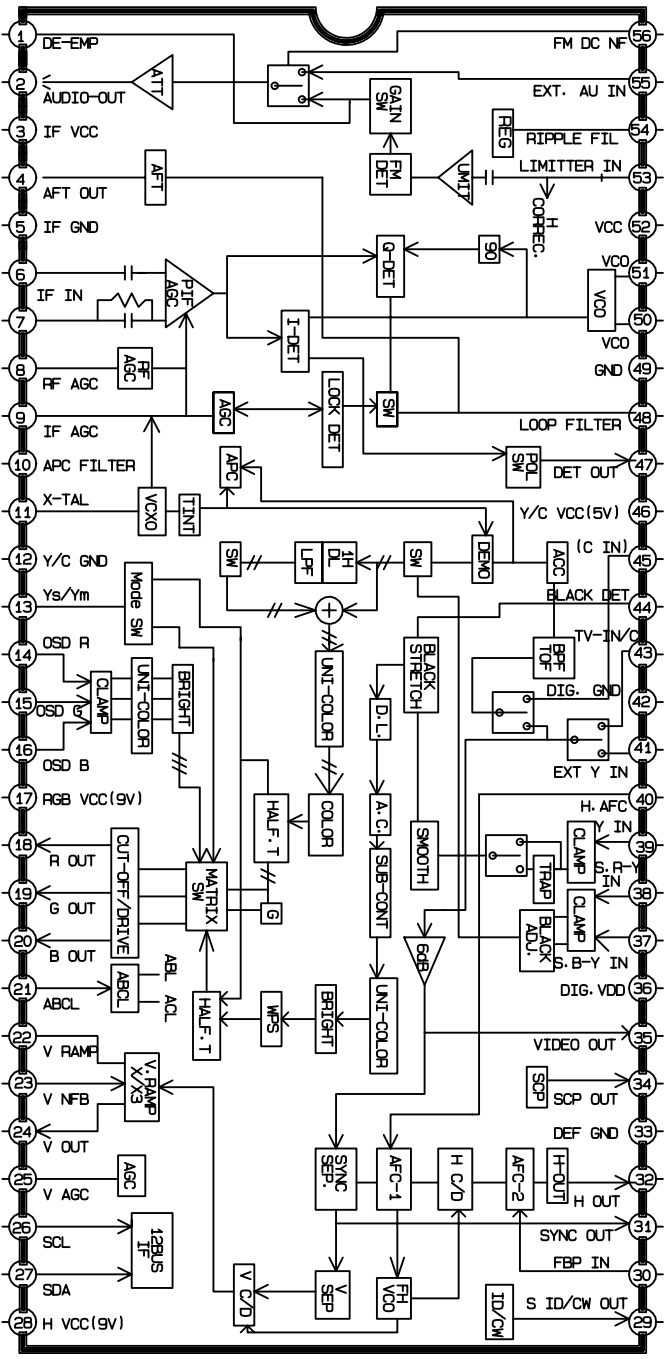 1 DE-EMP
2 AUDIO-OUT
3 IF VCC
4 AFT OUT
5 IF GND
6 IF IN
7
8 RF AGC
9 IF AGC
10 APC FILTER
11 X-TAL
12 Y/C GND
13 Ys/Ym
14 OSD R
15 OSD G
16 OSD B
17 RGB VCC(9V)
18 R OUT
19 G OUT
20 B OUT
21 ABCL
22 V RAMP
23 V NFB
24 V OUT
25 V AGC
26 SCL
27 SDA
28 H VCC(9V)
56 FM DC NF
55 EXT. AU IN
54 RIPPLE FIL
53 LIMITTER IN
52 VCC
51 VCO
50 VCO
49 GND
48 LOOP FILTER
47 DET OUT
46 Y/C VCC(5V)
45 (C IN)
44 BLACK DET
43 TV-IN/C
42 DIG. GND
41 EXT Y IN
40 H.AFC
39 Y IN
38 S.R-Y IN
37 S.B-Y IN
36 DIG.VDD
35 VIDEO OUT
34 SCP OUT
33 DEF GND
32 H OUT
31 SYNC OUT
30 FBP IN
29 S ID/CW OUT
ATT
GAIN SW
REG
AFT
FM DET
LIMIT
H CORREC.
PIF AGC
Q-DET
90
VCO
I-DET
RF AGC
AGC
LOCK DET
SW
POL SW
APC
VCXO
TINT
SW
LPF
1H DL
SW
DEMO
ACC
Mode SW
+
CLAMP
UNI-COLOR
BRIGHT
UNI-COLOR
BLACK STRETCH
BPF TOF
D.L.
HALF.T
COLOR
A.C.
SMOOTH
TRAP
CLAMP
CUT-OFF/DRIVE
MATRIX SW
G
SUB-CONT
BLACK ADJ.
CLAMP
6dB
ABCL
ABL
ACL
HALF.T
WPS
BRIGHT
UNI-COLOR
V.RAMP X/X3
SCP
AGC
SYNC SEP.
AFC-1
H C/D
AFC-2
H OUT
12BUS IF
V C/D
V SEP
FH VCO
ID/CW